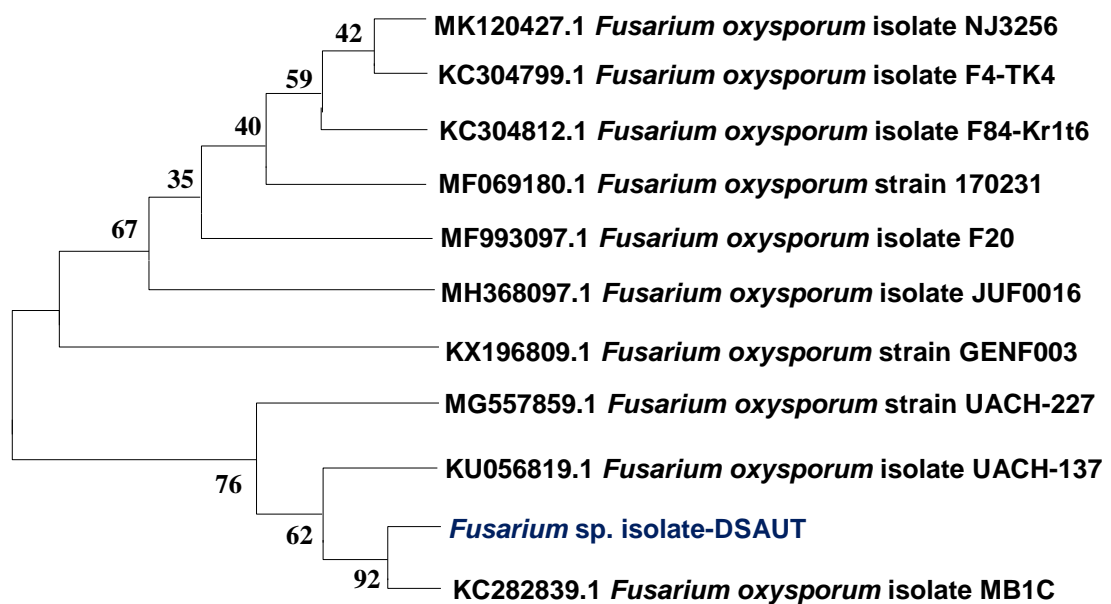 42
MK120427.1 Fusarium oxysporum isolate NJ3256
59
KC304799.1 Fusarium oxysporum isolate F4-TK4
40
KC304812.1 Fusarium oxysporum isolate F84-Kr1t6
35
MF069180.1 Fusarium oxysporum strain 170231
67
MF993097.1 Fusarium oxysporum isolate F20
MH368097.1 Fusarium oxysporum isolate JUF0016
KX196809.1 Fusarium oxysporum strain GENF003
MG557859.1 Fusarium oxysporum strain UACH-227
76
KU056819.1 Fusarium oxysporum isolate UACH-137
62
Fusarium sp. isolate-DSAUT
92
KC282839.1 Fusarium oxysporum isolate MB1C